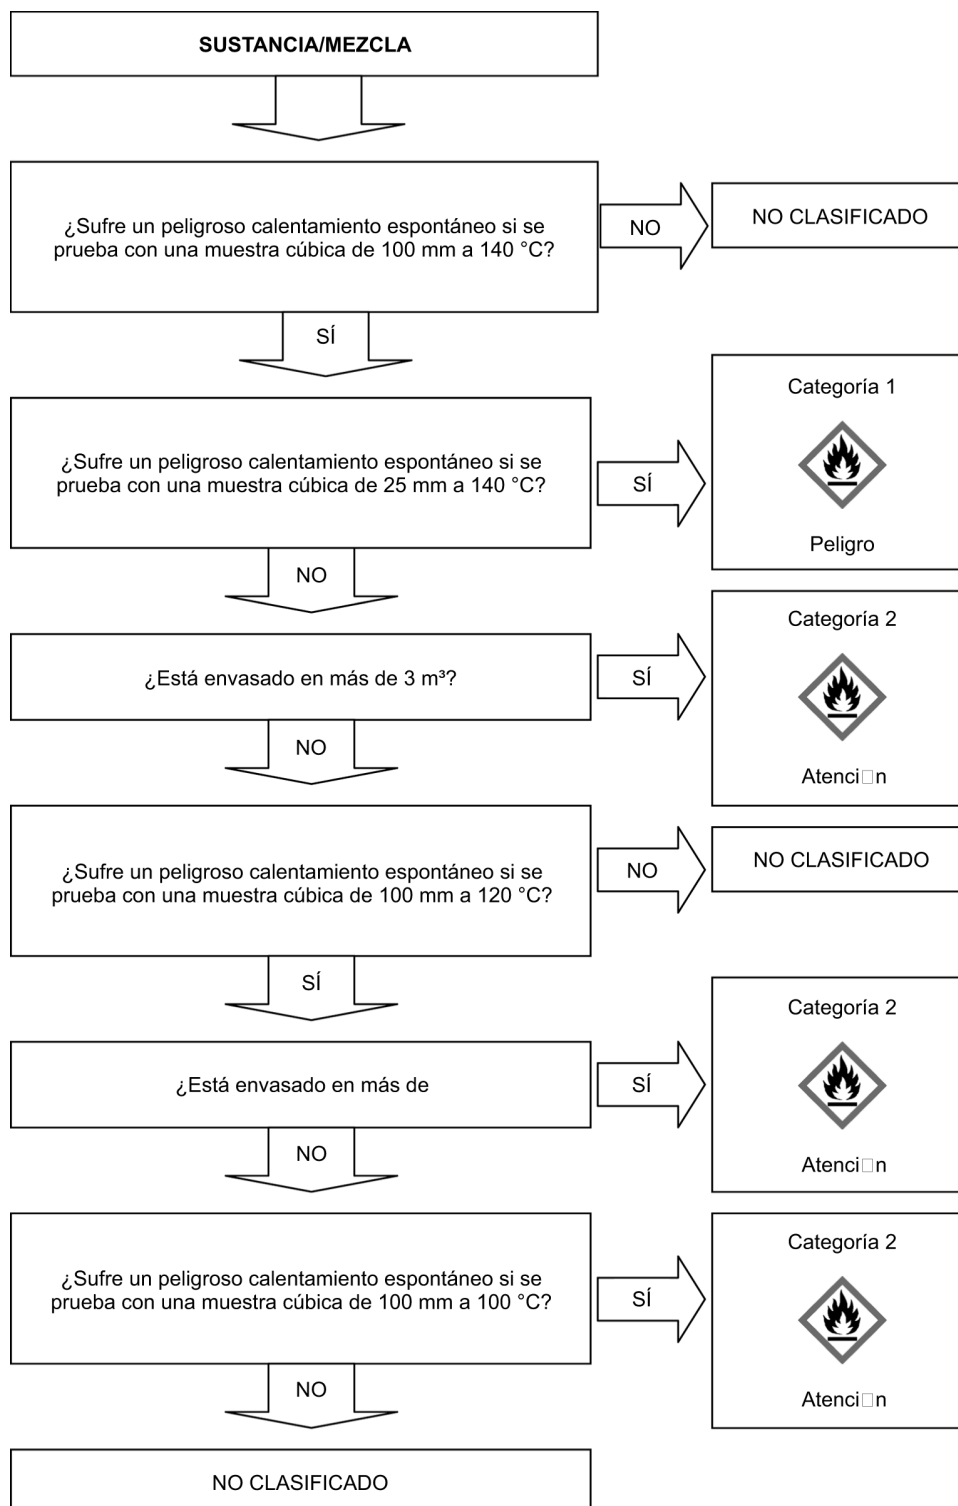 SUSTANCIA/MEZCLA
¿Sufre un peligroso calentamiento espontáneo si se
prueba con una muestra cúbica de 100 mm a 140 °C?
NO
NO CLASIFICADO
SÍ
¿Sufre un peligroso calentamiento espontáneo si se
prueba con una muestra cúbica de 25 mm a 140 °C?
SÍ
Categoría 1
Peligro
NO
¿Está envasado en más de 3 m³?
SÍ
Categoría 2
Atenci□n
NO
¿Sufre un peligroso calentamiento espontáneo si se
prueba con una muestra cúbica de 100 mm a 120 °C?
NO
NO CLASIFICADO
SÍ
¿Está envasado en más de
SÍ
Categoría 2
Atenci□n
NO
¿Sufre un peligroso calentamiento espontáneo si se
prueba con una muestra cúbica de 100 mm a 100 °C?
SÍ
Categoría 2
Atenci□n
NO
NO CLASIFICADO